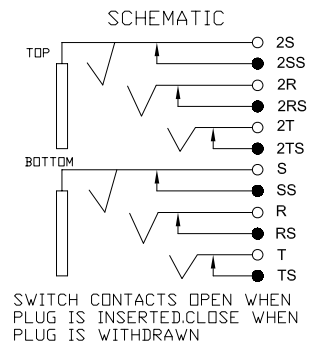 SCHEMATIC
TOP
2S
2SS
2R
2RS
2T
2TS
BOTTOM
S
SS
R
RS
T
TS
SWITCH CONTACTS OPEN WHEN
PLUG IS INSERTED.CLOSE WHEN
PLUG IS WITHDRAWN